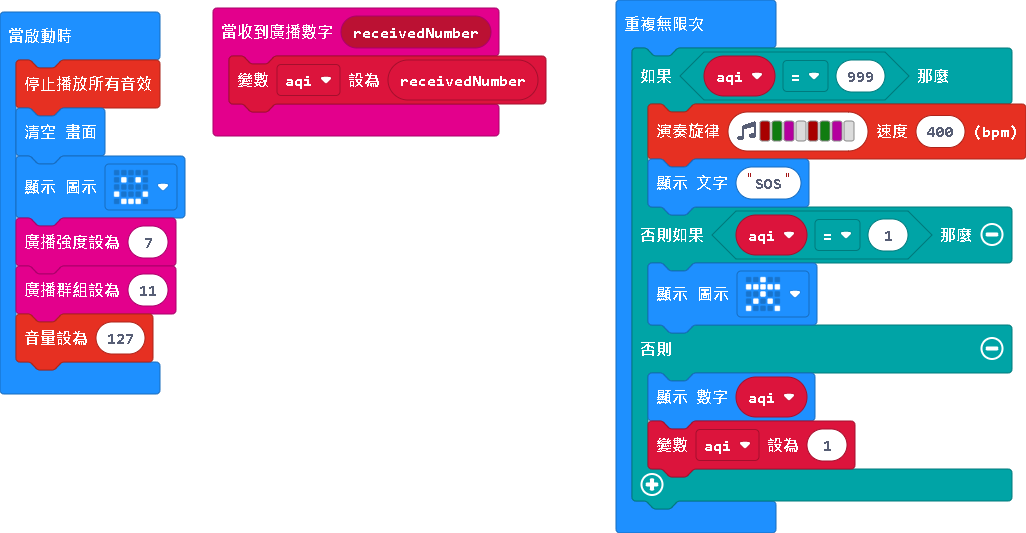 當啟動時
停止播放所有音效
清空 畫面
顯示 圖示
廣播強度設為 7
廣播群組設為 11
音量設為 127
當收到廣播數字 receivedNumber
變數 aqi 設為 receivedNumber
重複無限次
如果 aqi = 999 那麼
演奏旋律 速度 400 (bpm)
顯示 文字 "SOS"
否則如果 aqi = 1 那麼
顯示 圖示
否則
顯示 數字 aqi
變數 aqi 設為 1